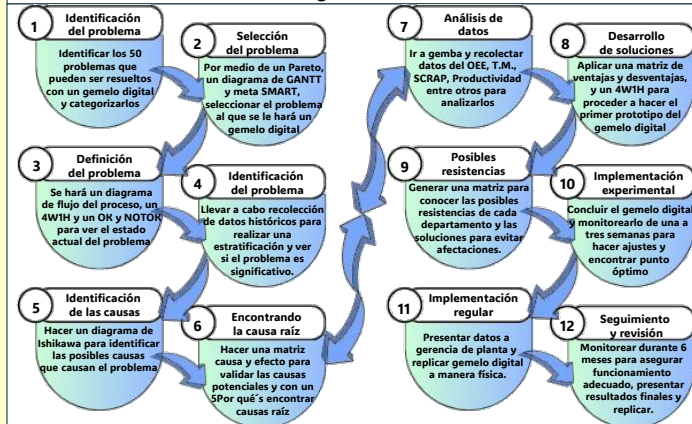 1
Identificación
del problema
Identificar los 50
problemas que
pueden ser resueltos
con un gemelo digital
y categorizarlos
2
Selección
del problema
Por medio de un Pareto,
un diagrama de GANTT
y meta SMART,
seleccionar el problema
al que se le hará un
gemelo digital
3
Definición
del problema
Se hará un diagrama
de flujo del proceso, un
4W1H y un OK y NOTOK
para ver el estado
actual del problema
4
Identificación
del problema
Llevar a cabo recolección
de datos históricos para
realizar una
estratificación y ver
si el problema es
significativo.
5
Identificación
de las causas
Hacer un diagrama de
Ishikawa para identificar
las posibles causas
que causan el problema
6
Encontrando
la causa raíz
Hacer una matriz
causa y efecto para
validar las causas
potenciales y con un
5Por qué´s encontrar
causas raíz
7
Análisis de
datos
Ir a gemba y recolectar
datos del OEE, T.M.,
SCRAP, Productividad
entre otros para
analizarlos
8
Desarrollo
de soluciones
Aplicar una matriz de
ventajas y desventajas,
y un 4W1H para
proceder a hacer el
primer prototipo del
gemelo digital
9
Posibles
resistencias
Generar una matriz para
conocer las posibles
resistencias de cada
departamento y las
soluciones para evitar
afectaciones.
10
Implementación
experimental
Concluir el gemelo digital
y monitorearlo de una a
tres semanas para
hacer ajustes y
encontrar punto
óptimo
11
Implementación
regular
Presentar datos a
gerencia de planta y
replicar gemelo digital
a manera física.
12
Seguimiento
y revisión
Monitorear durante 6
meses para asegurar
funcionamiento
adecuado, presentar
resultados finales y
replicar.